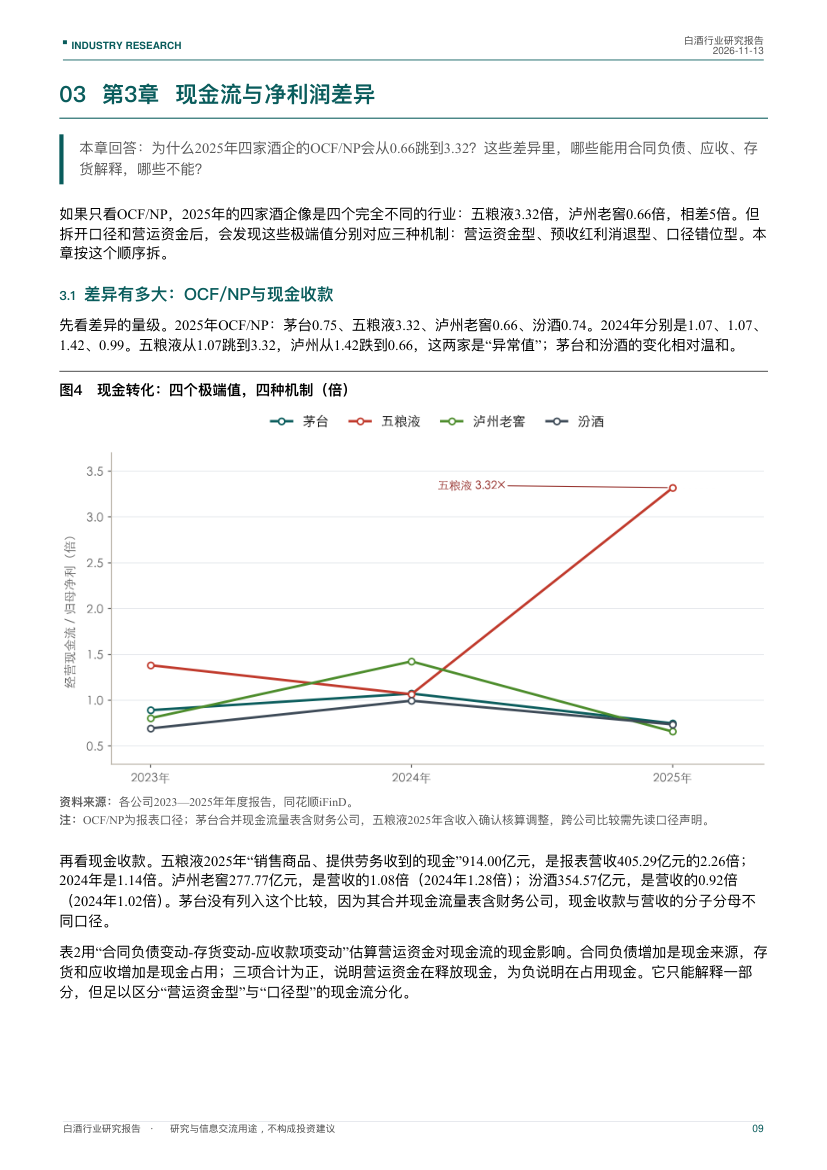 INDUSTRY RESEARCH
白酒行业研究报告
2026-11-13
03 第3章 现金流与净利润差异
本章回答：为什么2025年四家酒企的OCF/NP会从0.66跳到3.32？这些差异里，哪些能用合同负债、应收、存
货解释，哪些不能？
如果只看OCF/NP，2025年的四家酒企像是四个完全不同的行业：五粮液3.32倍，泸州老窖0.66倍，相差5倍。但
拆开口径和营运资金后，会发现这些极端值分别对应三种机制：营运资金型、预收红利消退型、口径错位型。本
章按这个顺序拆。
3.1 差异有多大：OCF/NP与现金收款
先看差异的量级。2025年OCF/NP：茅台0.75、五粮液3.32、泸州老窖0.66、汾酒0.74。2024年分别是1.07、1.07、
1.42、0.99。五粮液从1.07跳到3.32，泸州从1.42跌到0.66，这两家是“异常值”；茅台和汾酒的变化相对温和。
图4 现金转化：四个极端值，四种机制（倍）
茅台 五粮液 泸州老窖 汾酒
经营现金流 / 归母净利（倍）
3.5
3.0
2.5
2.0
1.5
1.0
0.5
五粮液 3.32×
2023年 2024年 2025年
资料来源：各公司2023—2025年年度报告，同花顺iFinD。
注：OCF/NP为报表口径；茅台合并现金流量表含财务公司，五粮液2025年含收入确认核算调整，跨公司比较需先读口径声明。
再看现金收款。五粮液2025年“销售商品、提供劳务收到的现金”914.00亿元，是报表营收405.29亿元的2.26倍；
2024年是1.14倍。泸州老窖277.77亿元，是营收的1.08倍（2024年1.28倍）；汾酒354.57亿元，是营收的0.92倍
（2024年1.02倍）。茅台没有列入这个比较，因为其合并现金流量表含财务公司，现金收款与营收的分子分母不
同口径。
表2用“合同负债变动-存货变动-应收款项变动”估算营运资金对现金流的现金影响。合同负债增加是现金来源，存
货和应收增加是现金占用；三项合计为正，说明营运资金在释放现金，为负说明在占用现金。它只能解释一部
分，但足以区分“营运资金型”与“口径型”的现金流分化。
白酒行业研究报告 · 研究与信息交流用途，不构成投资建议
09